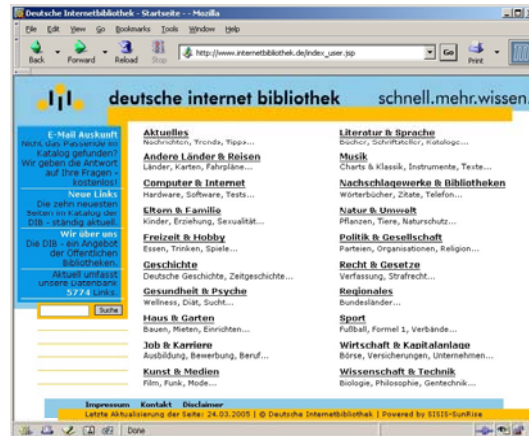 Deutsche Internetbibliothek - Startseite - - Mozilla
File Edit View Go Bookmarks Tools Window Help
Back Forward Reload Stop http://www.internetbibliothek.de/index_user.jsp Go Print
deutsche internet bibliothek schnell.mehr.wissen.
E-Mail Auskunft
Nicht das Passende im
Katalog gefunden?
Wir geben die Antwort
auf Ihre Fragen -
kostenlos!
Neue Links
Die zehn neuesten
Seiten im Katalog der
DIB - ständig aktuell.
Wir über uns
Die DIB - ein Angebot
der Öffentlichen
Bibliotheken.
Aktuell umfasst
unsere Datenbank
5774 Links.
Suche
Aktuelles
Nachrichten, Trends, Tipps...
Andere Länder & Reisen
Länder, Karten, Fahrpläne...
Computer & Internet
Hardware, Software, Tests...
Eltern & Familie
Kinder, Erziehung, Sexualität...
Freizeit & Hobby
Essen, Trinken, Spiele...
Geschichte
Deutsche Geschichte, Zeitgeschichte...
Gesundheit & Psyche
Wellness, Diät, Sucht...
Haus & Garten
Bauen, Mieten, Einrichten...
Job & Karriere
Ausbildung, Bewerbung, Beruf...
Kunst & Medien
Film, Funk, Mode...
Literatur & Sprache
Bücher, Schriftsteller, Kataloge...
Musik
Charts & Klassik, Instrumente, Texte...
Nachschlagewerke & Bibliotheken
Wörterbücher, Zitate, Telefon...
Natur & Umwelt
Pflanzen, Tiere, Naturschutz...
Politik & Gesellschaft
Parteien, Organisationen, Religion...
Recht & Gesetze
Verfassung, Strafrecht...
Regionales
Bundesländer...
Sport
Fußball, Formel 1, Verbände...
Wirtschaft & Kapitalanlage
Börse, Versicherungen, Unternehmen...
Wissenschaft & Technik
Biologie, Philosophie, Gentechnik...
Impressum Kontakt Disclaimer
Letzte Aktualisierung der Seite: 24.03.2005 | © Deutsche Internetbibliothek | Powered by SISIS-SunRise
Done